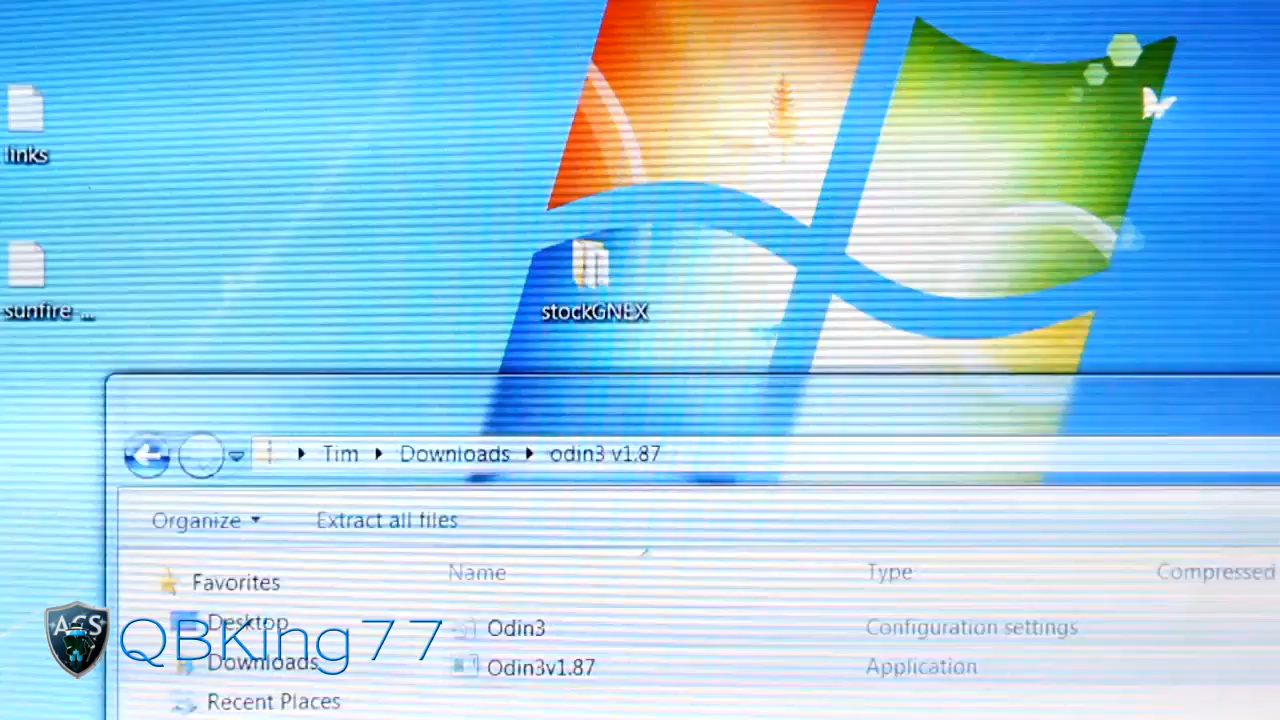 links
sunfire-...
stockGNEX
Tim Downloads odin3 v1.87
Organize Extract all files
Name Type Compressed
Favorites
Desktop
Odin3 Configuration settings
ACS QBKing77
Downloads
Odin3v1.87 Application
Recent Places